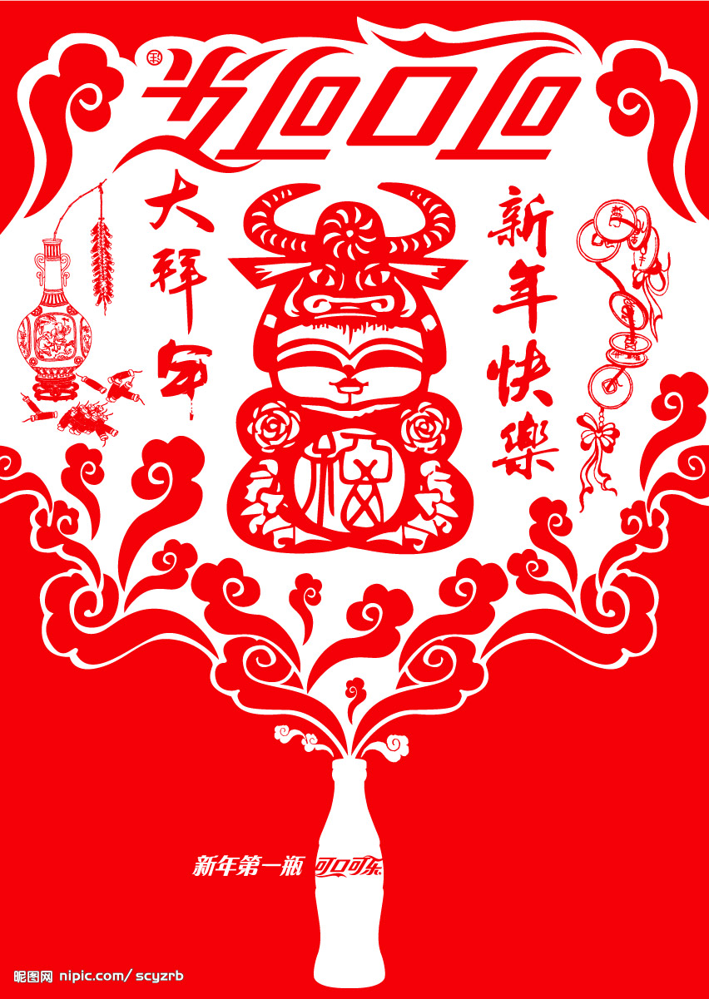 可口可乐
新年快樂
大拜年
福
新年第一瓶 可口可乐
昵图网 nipic.com/ scyzrb